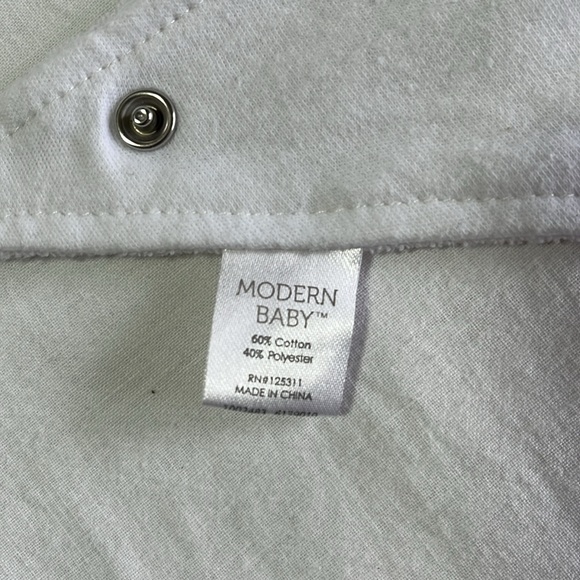 MODERN
BABY™
60% Cotton
40% Polyester
RN#125311
MADE IN CHINA